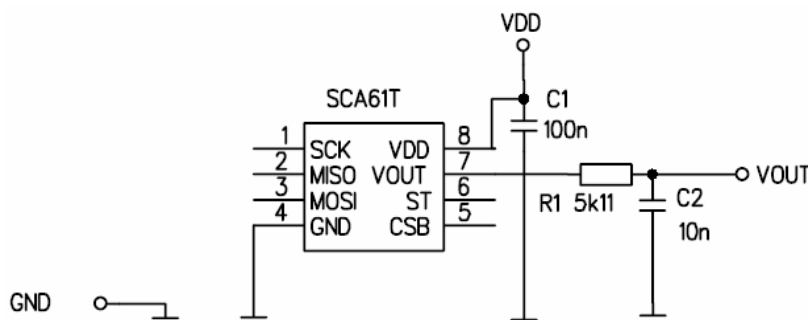 VDD
SCA61T
C1
100n
1 SCK VDD 8
2 MISO VOUT 7
3 MOSI ST 6
4 GND CSB 5
VOUT
R1 5k11
C2
10n
GND